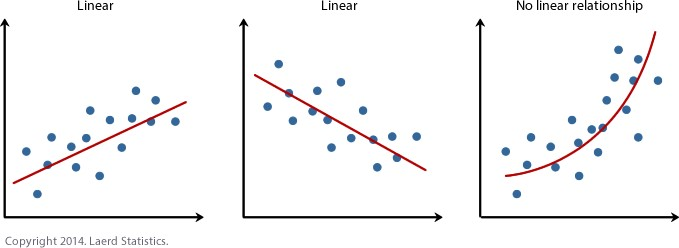 Linear
Linear
No linear relationship
Copyright 2014. Laerd Statistics.